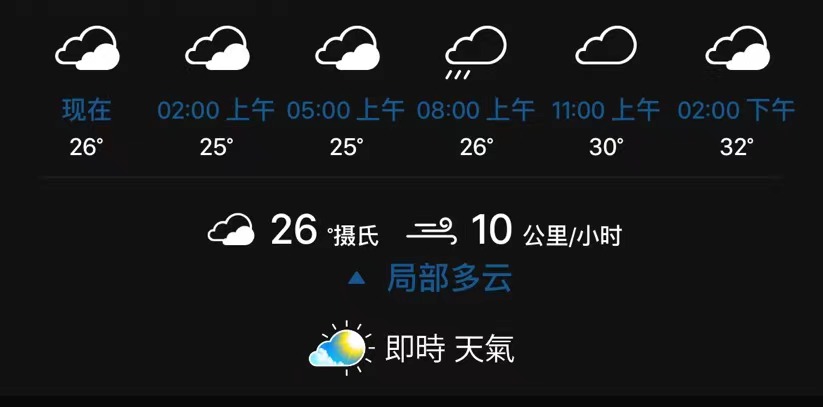 现在 02:00 上午 05:00 上午 08:00 上午 11:00 上午 02:00 下午
26° 25° 25° 26° 30° 32°
26 °摄氏 10 公里/小时
局部多云
即時 天氣